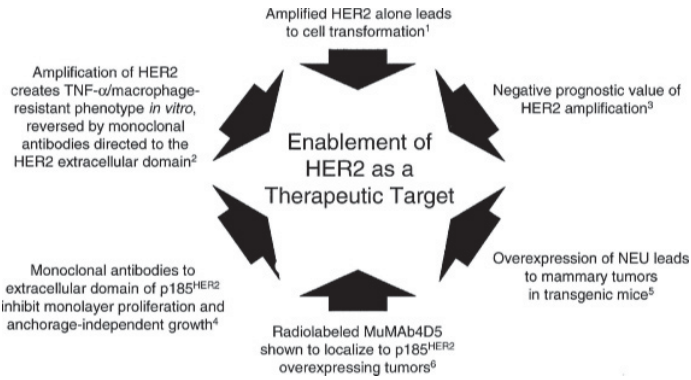 Amplified HER2 alone leads
to cell transformation¹
Amplification of HER2
creates TNF-α/macrophage-
resistant phenotype in vitro,
reversed by monoclonal
antibodies directed to the
HER2 extracellular domain²
Negative prognostic value of
HER2 amplification³
Enablement of
HER2 as a
Therapeutic Target
Monoclonal antibodies to
extracellular domain of p185ᴴᴱᴿ²
inhibit monolayer proliferation and
anchorage-independent growth⁴
Overexpression of NEU leads
to mammary tumors
in transgenic mice⁵
Radiolabeled MuMAb4D5
shown to localize to p185ᴴᴱᴿ²
overexpressing tumors⁶